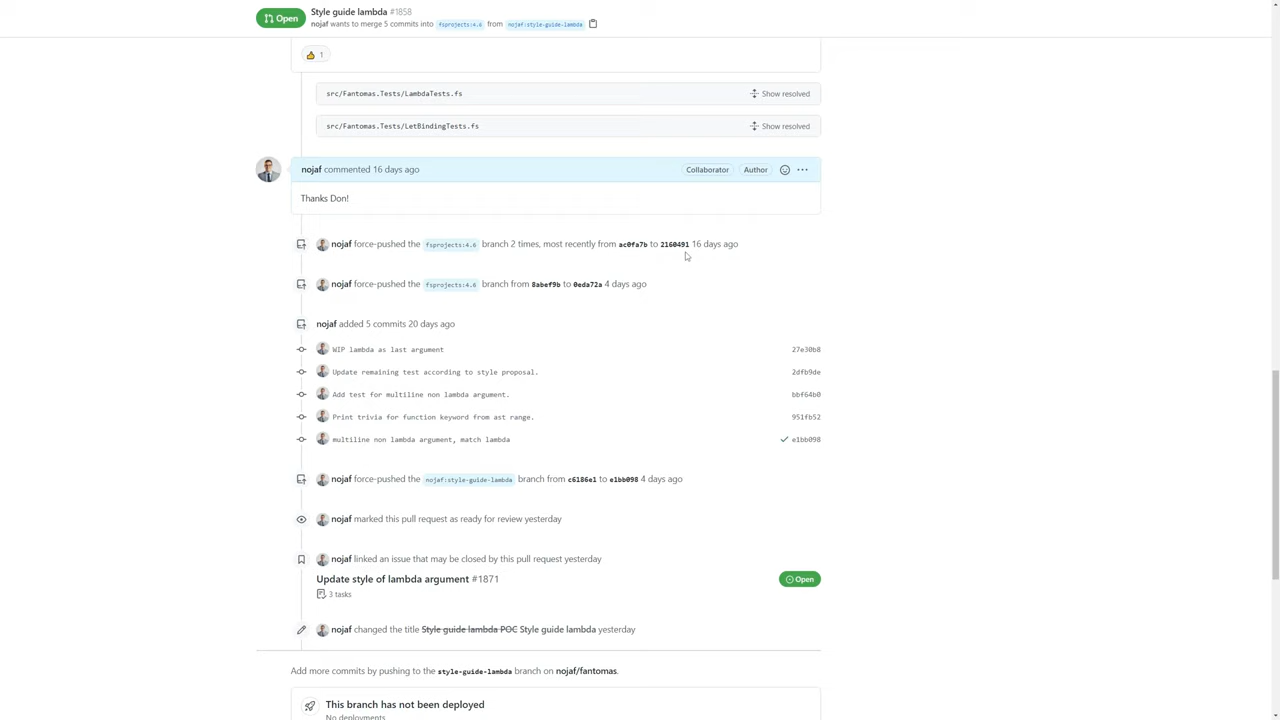 Open
Style guide lambda #1858
nojaf wants to merge 5 commits into fsprojects:4.6 from nojaf:style-guide-lambda
1
src/Fantomas.Tests/LambdaTests.fs Show resolved
src/Fantomas.Tests/LetBindingTests.fs Show resolved
nojaf commented 16 days ago Collaborator Author
Thanks Don!
nojaf force-pushed the fsprojects:4.6 branch 2 times, most recently from ac0fa7b to 2160491 16 days ago
nojaf force-pushed the fsprojects:4.6 branch from 8abef9b to 0eda72a 4 days ago
nojaf added 5 commits 20 days ago
WIP lambda as last argument 27e30b8
Update remaining test according to style proposal. 2dfb9de
Add test for multiline non lambda argument. bbf64b0
Print trivia for function keyword from ast range. 951fb52
multiline non lambda argument, match lambda e1bb098
nojaf force-pushed the nojaf:style-guide-lambda branch from c6186e1 to e1bb098 4 days ago
nojaf marked this pull request as ready for review yesterday
nojaf linked an issue that may be closed by this pull request yesterday
Update style of lambda argument #1871 Open
3 tasks
nojaf changed the title Style guide lambda POC Style guide lambda yesterday
Add more commits by pushing to the style-guide-lambda branch on nojaf/fantomas.
This branch has not been deployed
No deployments